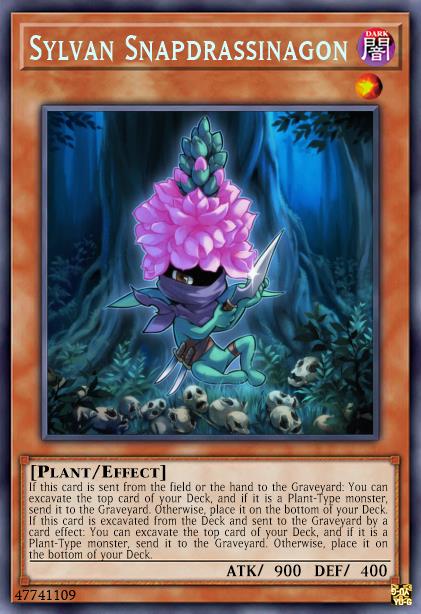 SYLVAN SNAPDRASSINAGON
DARK
闇
[PLANT/EFFECT]
If this card is sent from the field or the hand to the Graveyard: You can
excavate the top card of your Deck, and if it is a Plant-Type monster,
send it to the Graveyard. Otherwise, place it on the bottom of your Deck.
If this card is excavated from the Deck and sent to the Graveyard by a
card effect: You can excavate the top card of your Deck, and if it is a
Plant-Type monster, send it to the Graveyard. Otherwise, place it on
the bottom of your Deck.
ATK/ 900 DEF/ 400
47741109